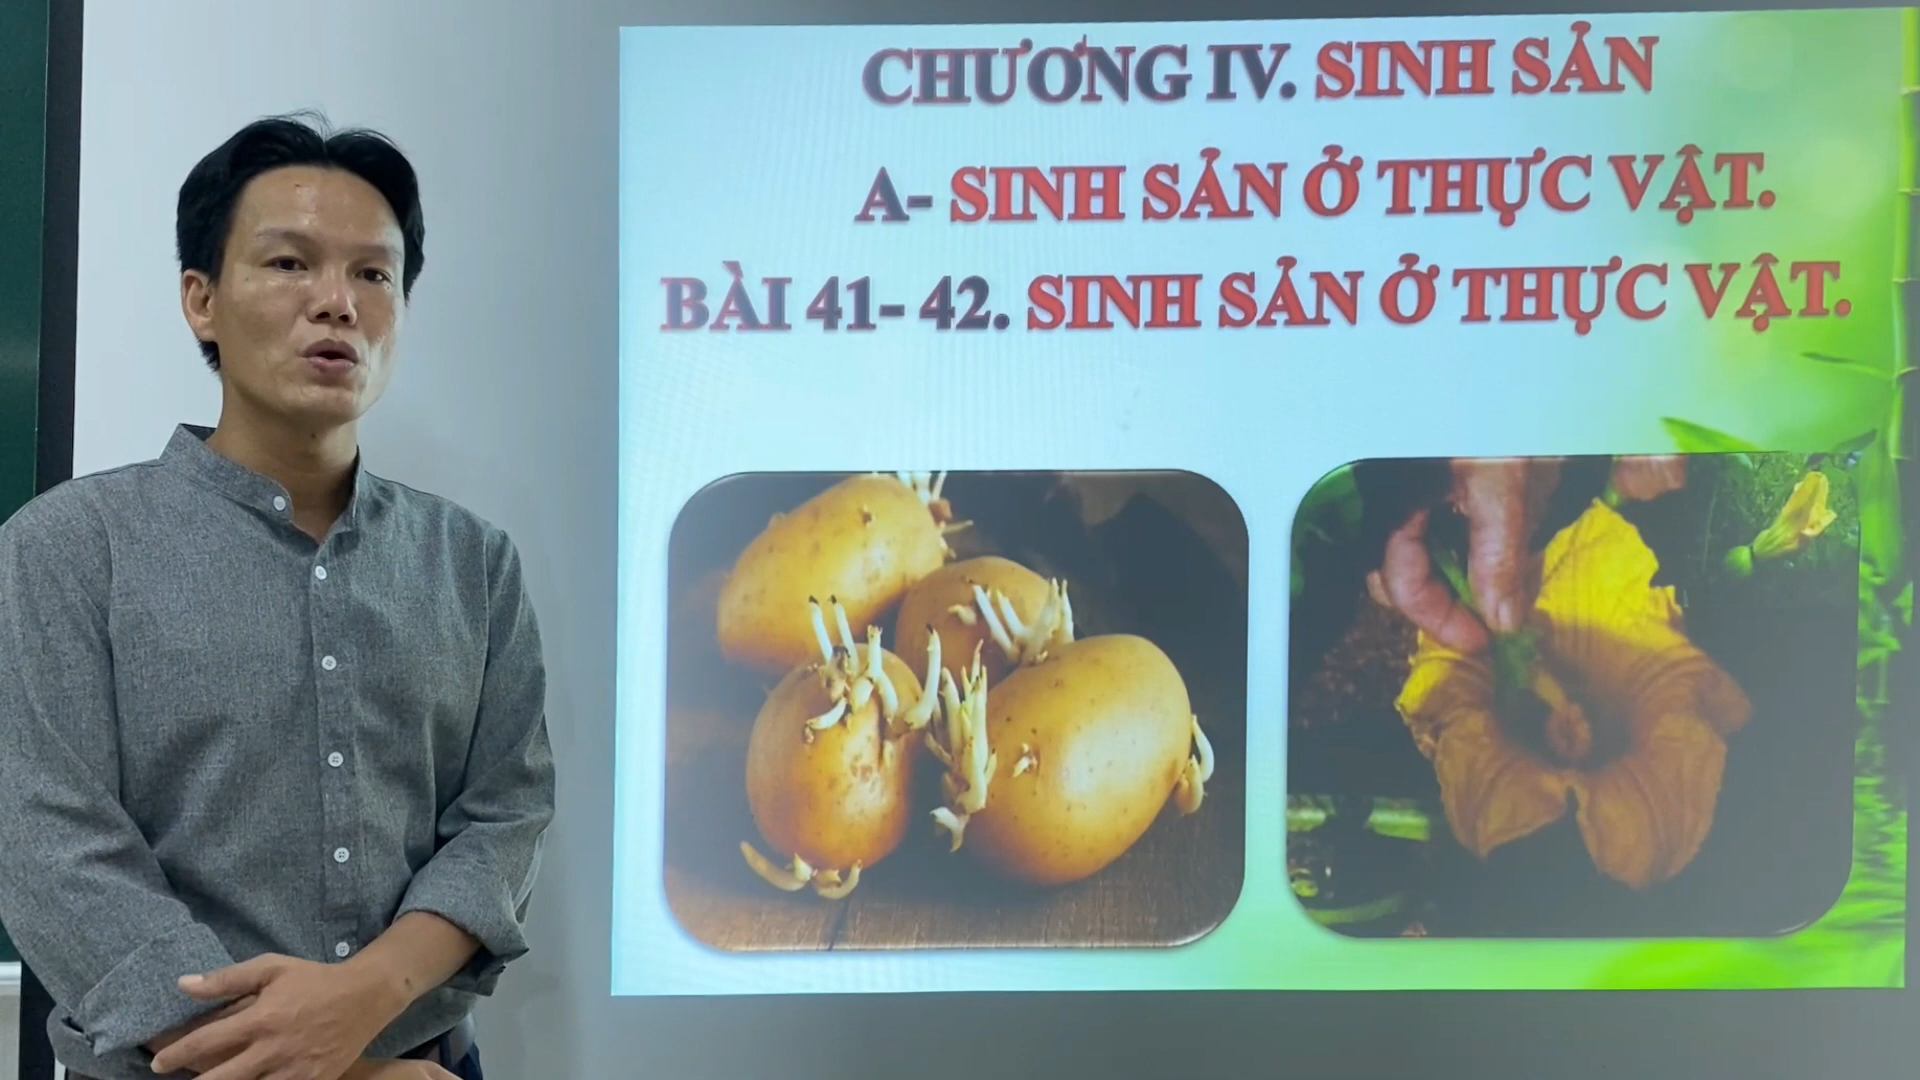 CHƯƠNG IV. SINH SẢN
A- SINH SẢN Ở THỰC VẬT.
BÀI 41- 42. SINH SẢN Ở THỰC VẬT.